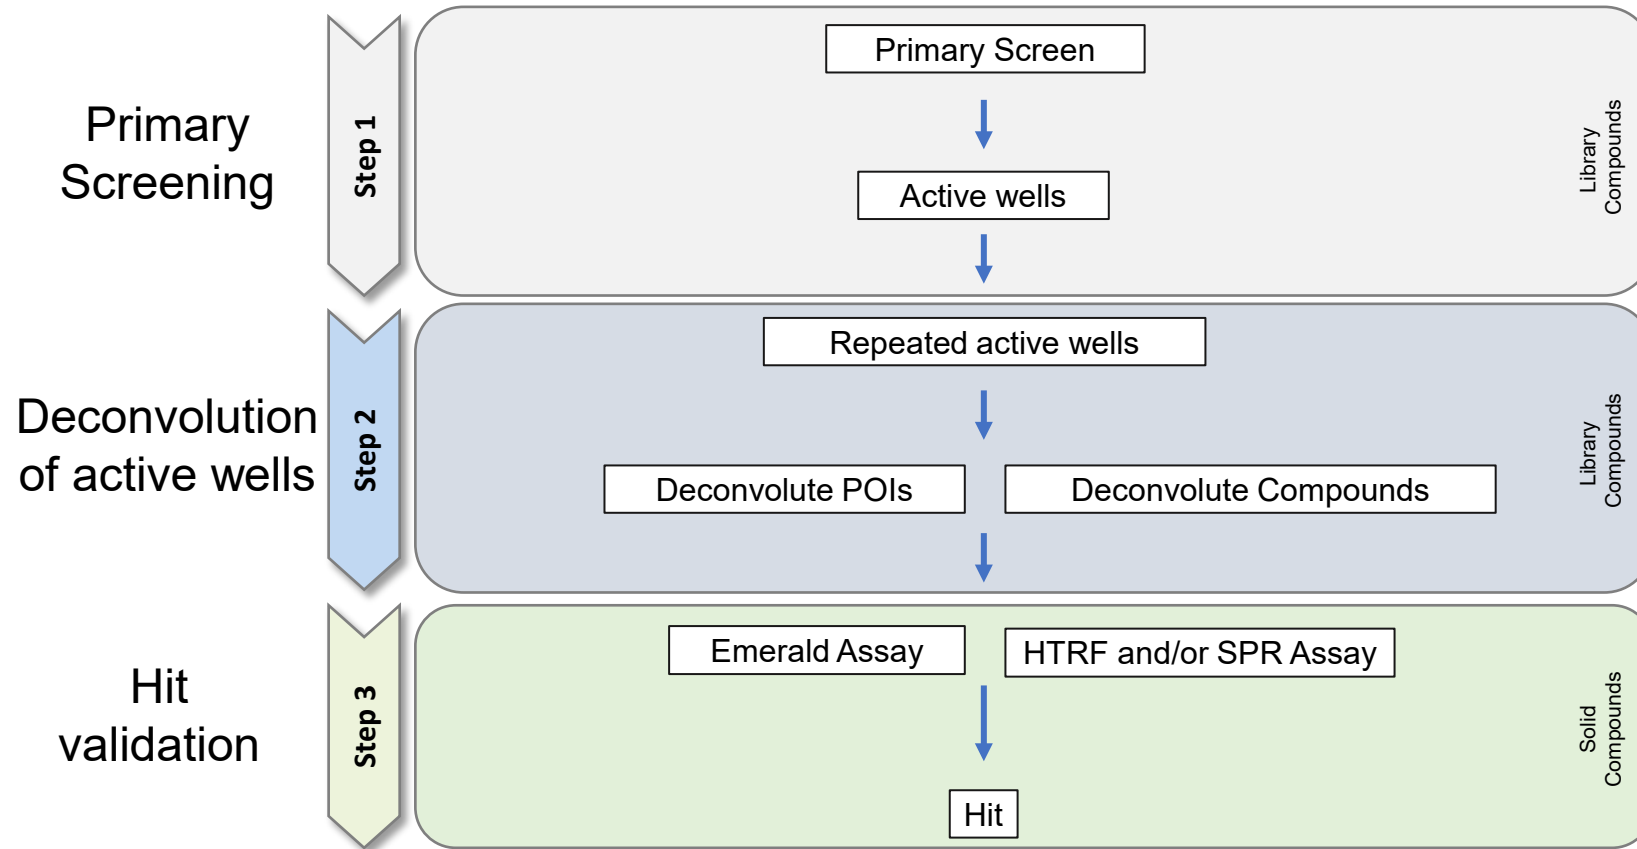 Primary
Screening
Step 1
Primary Screen
Active wells
Library
Compounds
Deconvolution
of active wells
Step 2
Repeated active wells
Deconvolute POIs
Deconvolute Compounds
Library
Compounds
Hit
validation
Step 3
Emerald Assay
HTRF and/or SPR Assay
Hit
Solid
Compounds